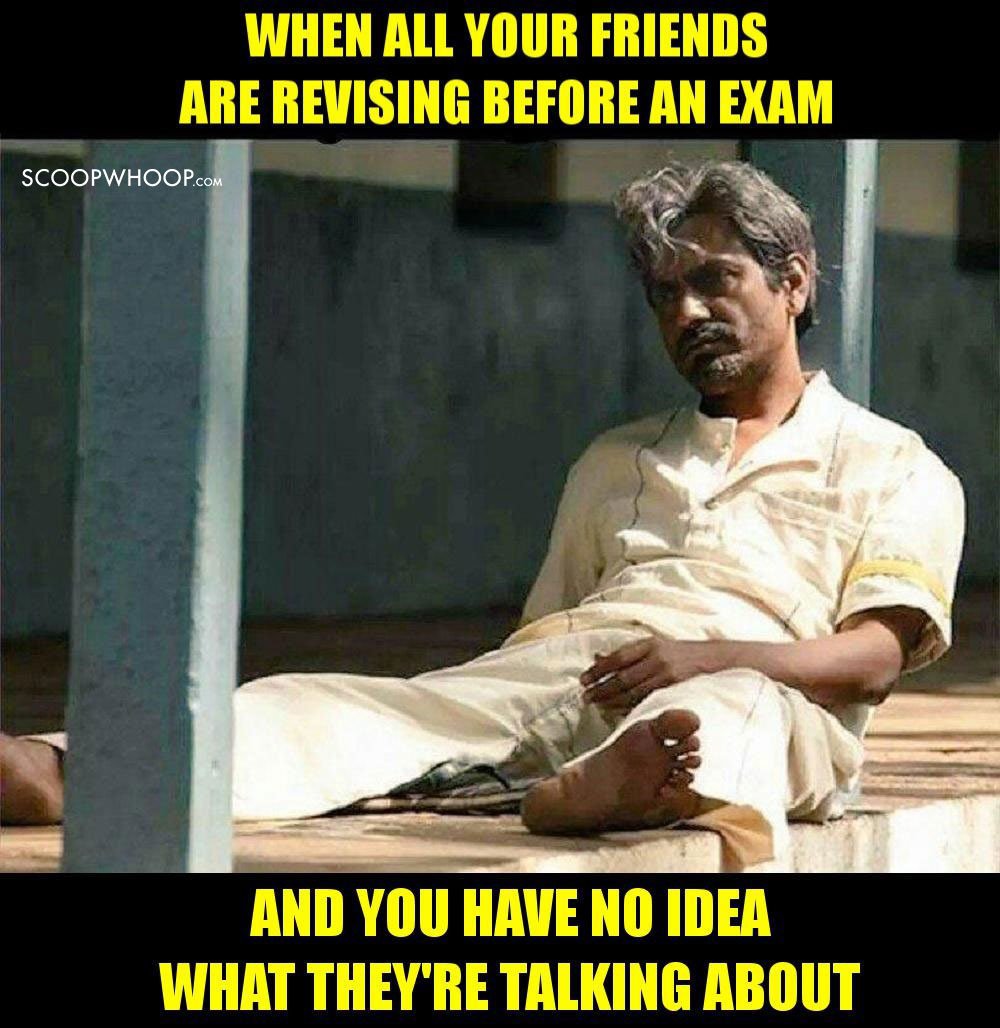 WHEN ALL YOUR FRIENDS
ARE REVISING BEFORE AN EXAM
SCOOPWHOOP.COM
AND YOU HAVE NO IDEA
WHAT THEY'RE TALKING ABOUT